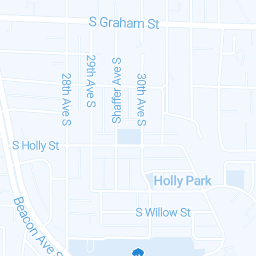 S Graham St
28th Ave S
29th Ave S
Shaffer Ave S
30th Ave S
S Holly St
Holly Park
S Willow St
Beacon Ave S